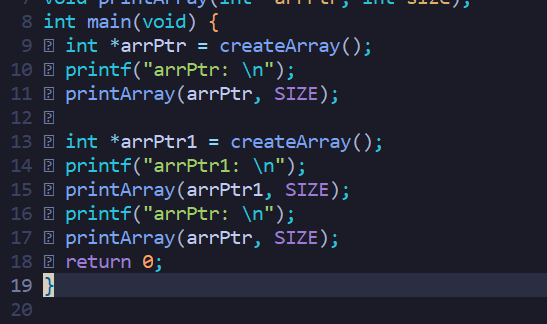 7 void printArray(int *arrPtr, int size);
8 int main(void) {
9 int *arrPtr = createArray();
10 printf("arrPtr: \n");
11 printArray(arrPtr, SIZE);
12
13 int *arrPtr1 = createArray();
14 printf("arrPtr1: \n");
15 printArray(arrPtr1, SIZE);
16 printf("arrPtr: \n");
17 printArray(arrPtr, SIZE);
18 return 0;
19 }
20